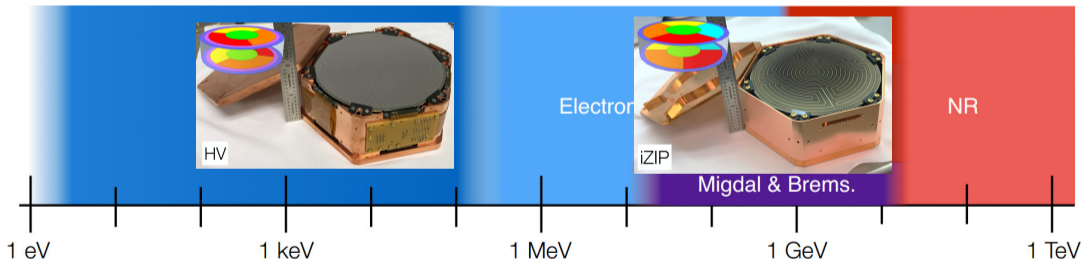 HV
Electron
iZIP
NR
Migdal & Brems.
1 eV
1 keV
1 MeV
1 GeV
1 TeV